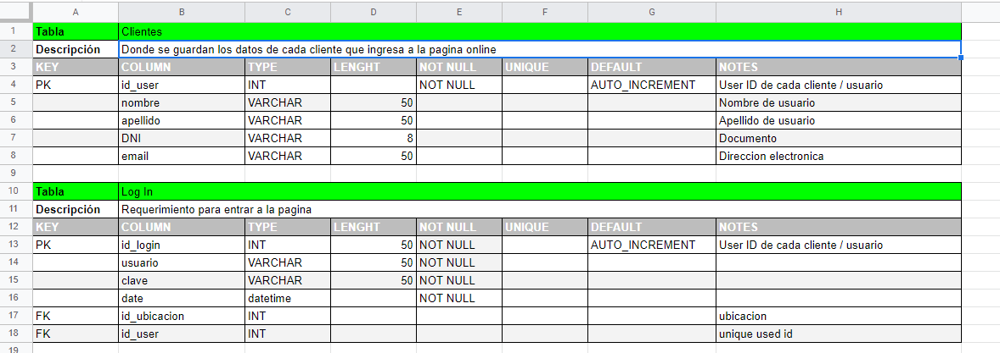 A B C D E F G H
1 Tabla Clientes
2 Descripción Donde se guardan los datos de cada cliente que ingresa a la pagina online
3 KEY COLUMN TYPE LENGHT NOT NULL UNIQUE DEFAULT NOTES
4 PK id_user INT NOT NULL AUTO_INCREMENT User ID de cada cliente / usuario
5 nombre VARCHAR 50 Nombre de usuario
6 apellido VARCHAR 50 Apellido de usuario
7 DNI VARCHAR 8 Documento
8 email VARCHAR 50 Direccion electronica
9
10 Tabla Log In
11 Descripción Requerimiento para entrar a la pagina
12 KEY COLUMN TYPE LENGHT NOT NULL UNIQUE DEFAULT NOTES
13 PK id_login INT 50 NOT NULL AUTO_INCREMENT User ID de cada cliente / usuario
14 usuario VARCHAR 50 NOT NULL
15 clave VARCHAR 50 NOT NULL
16 date datetime NOT NULL
17 FK id_ubicacion INT ubicacion
18 FK id_user INT unique used id
19